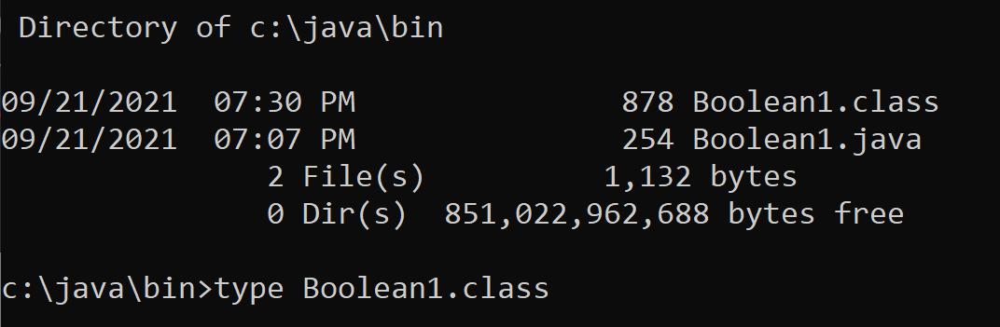 Directory of c:\java\bin
09/21/2021  07:30 PM               878 Boolean1.class
09/21/2021  07:07 PM               254 Boolean1.java
               2 File(s)          1,132 bytes
               0 Dir(s)  851,022,962,688 bytes free
c:\java\bin>type Boolean1.class